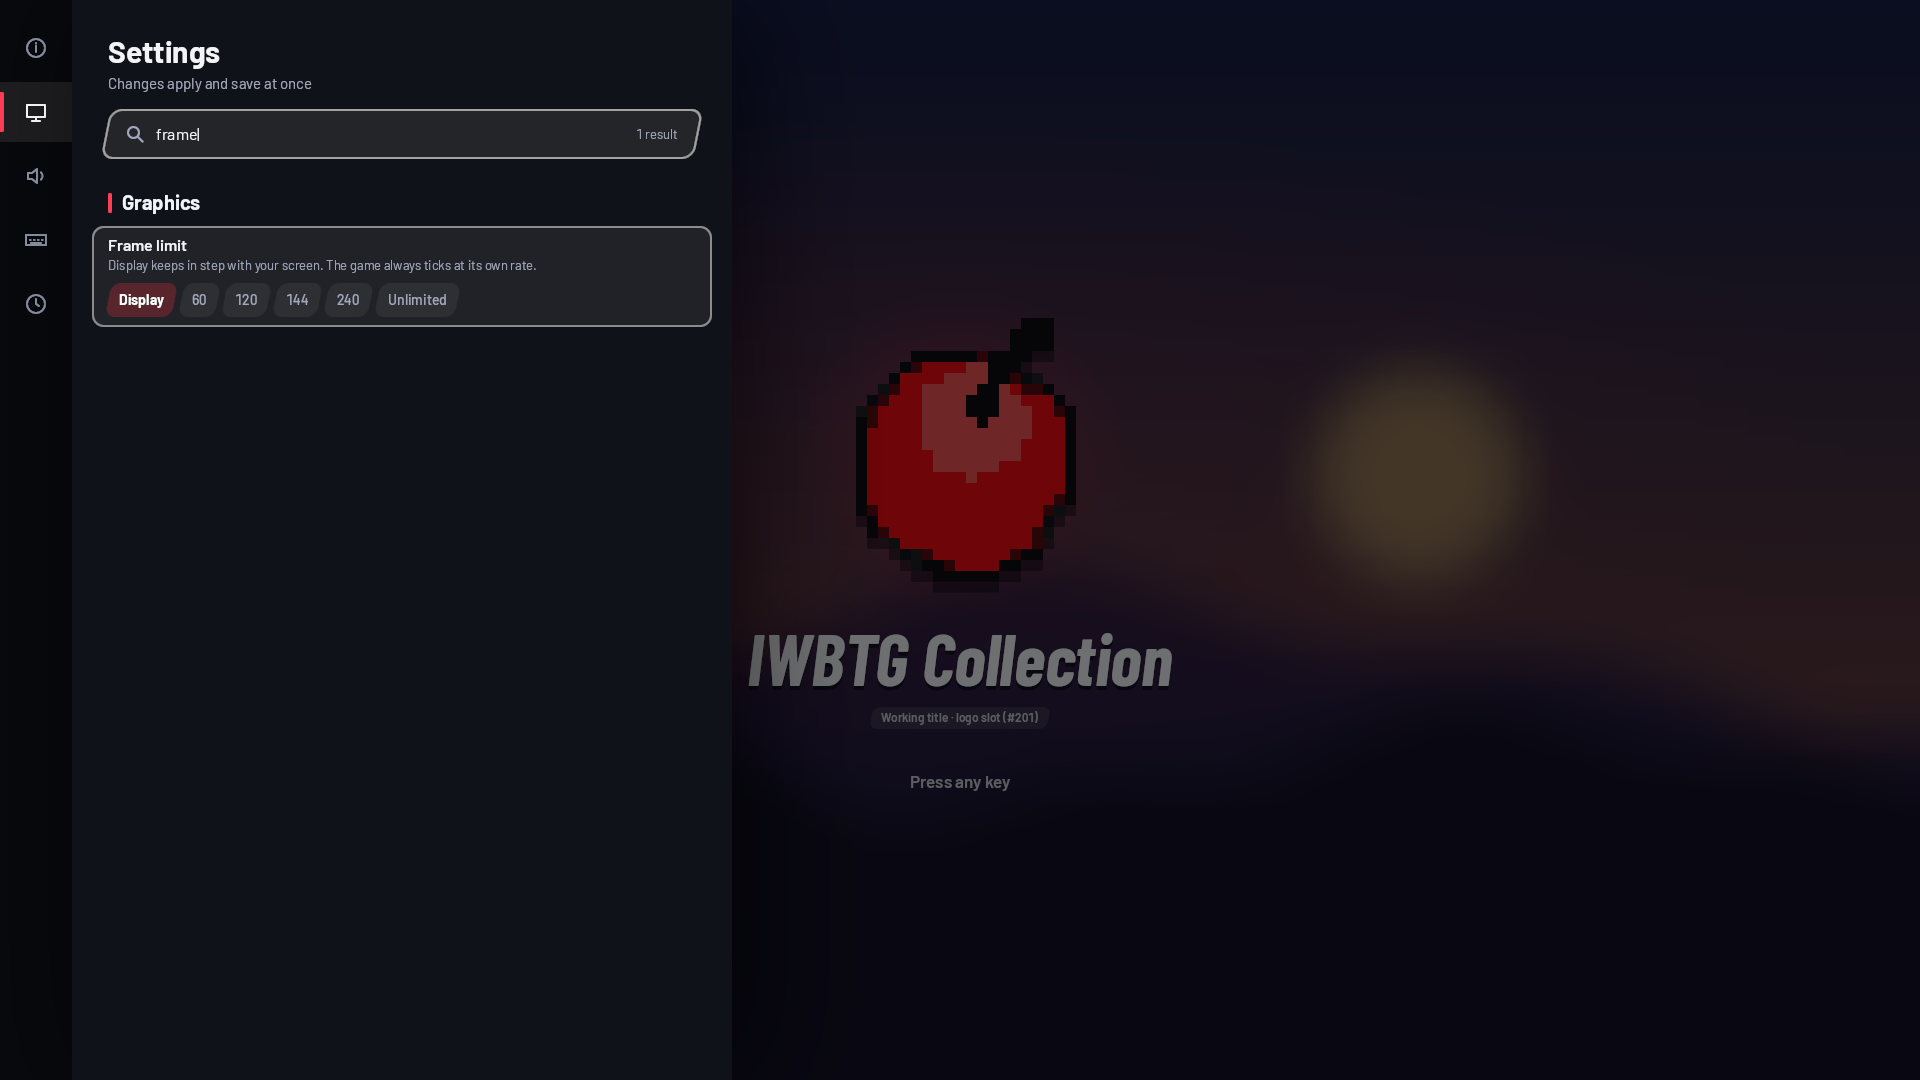 Settings
Changes apply and save at once
frame
1 result
Graphics
Frame limit
Display keeps in step with your screen. The game always ticks at its own rate.
Display 60 120 144 240 Unlimited
IWBTG Collection
Working title · logo slot (#201)
Press any key